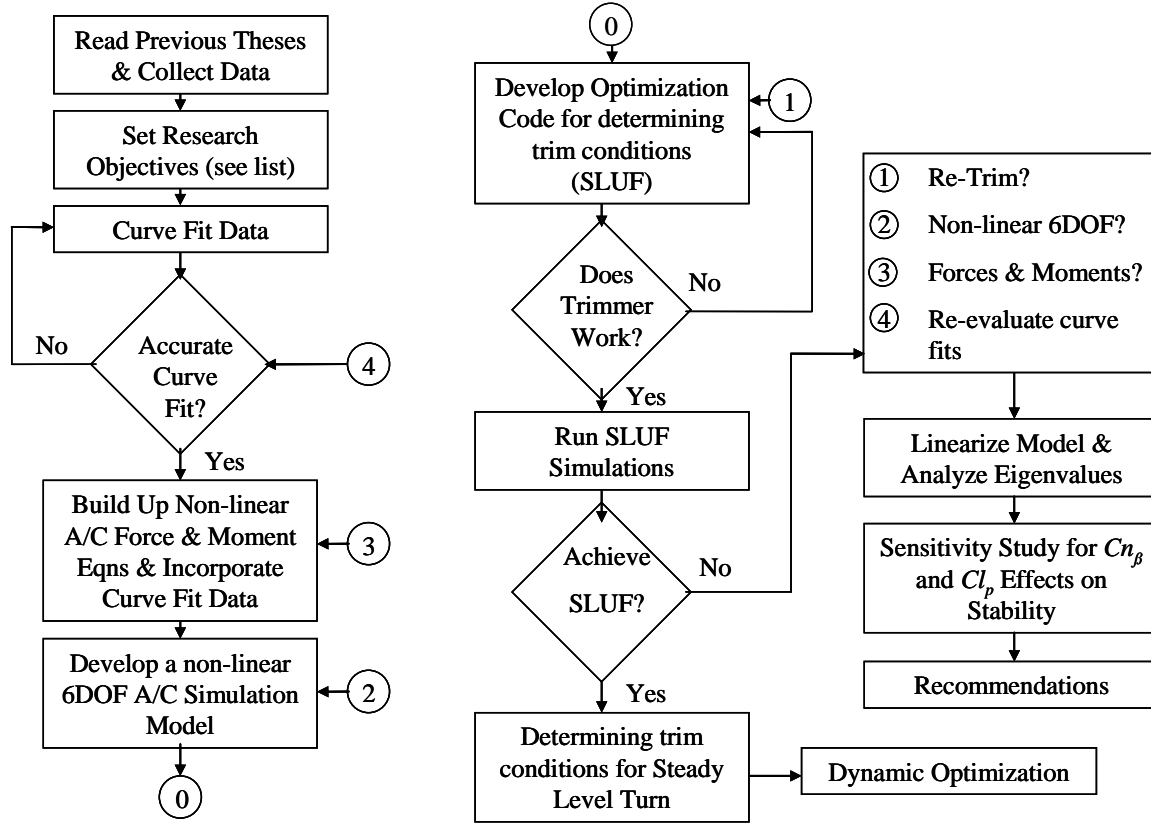 Read Previous Theses
& Collect Data
Set Research
Objectives (see list)
Curve Fit Data
No
Accurate
Curve
Fit?
4
Yes
Build Up Non-linear
A/C Force & Moment
Eqns & Incorporate
Curve Fit Data
3
Develop a non-linear
6DOF A/C Simulation
Model
2
0
0
Develop Optimization
Code for determining
trim conditions
(SLUF)
1
Does
Trimmer
Work?
No
Yes
Run SLUF
Simulations
Achieve
SLUF?
No
Yes
Determining trim
conditions for Steady
Level Turn
Dynamic Optimization
1 Re-Trim?
2 Non-linear 6DOF?
3 Forces & Moments?
4 Re-evaluate curve
fits
Linearize Model &
Analyze Eigenvalues
Sensitivity Study for Cnβ
and Clp Effects on
Stability
Recommendations